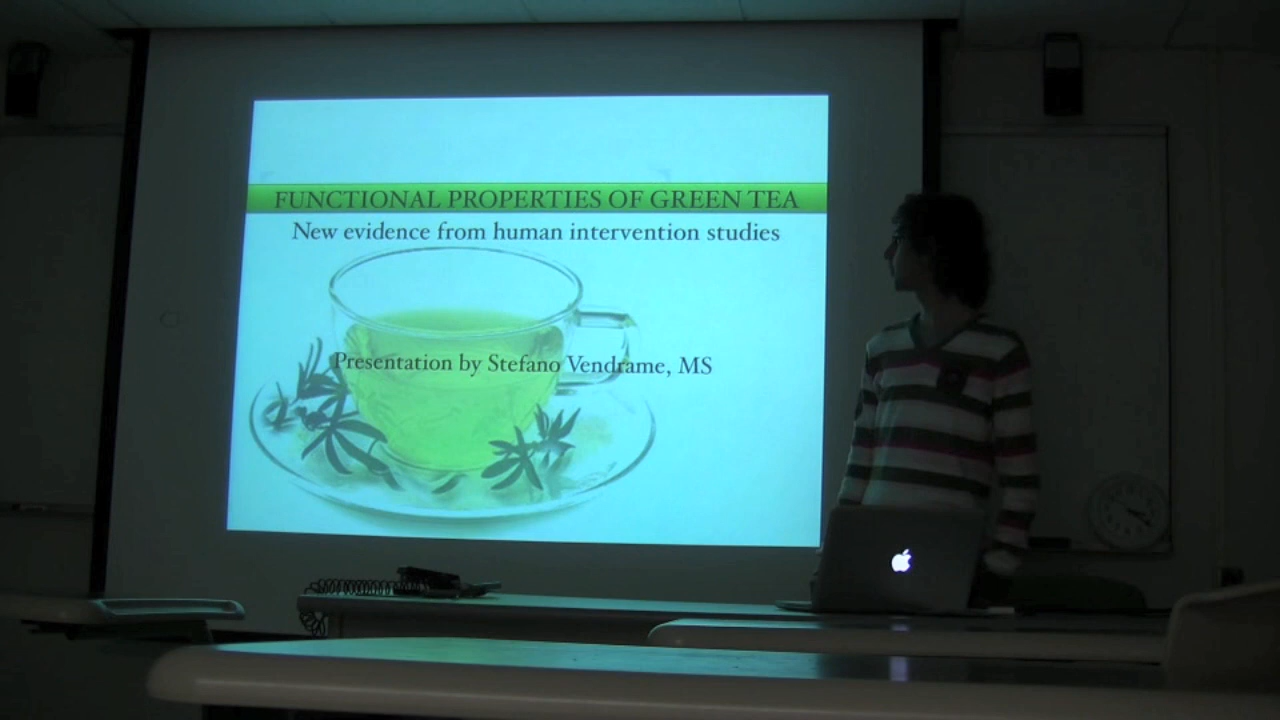 FUNCTIONAL PROPERTIES OF GREEN TEA
New evidence from human intervention studies
Presentation by Stefano Vendrame, MS